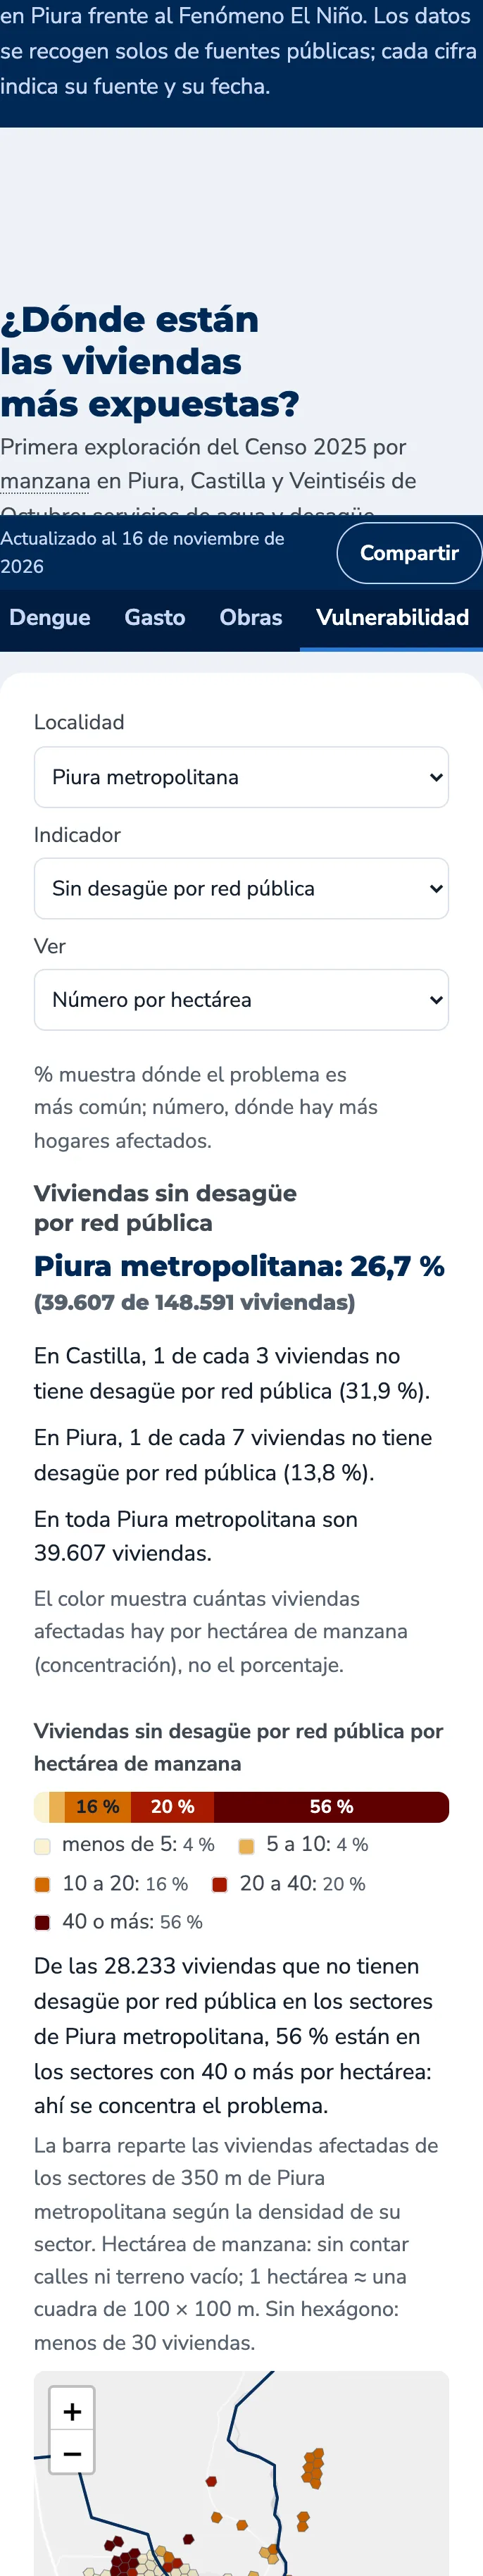 en Piura frente al Fenómeno El Niño. Los datos
se recogen solos de fuentes públicas; cada cifra
indica su fuente y su fecha.
¿Dónde están
las viviendas
más expuestas?
Primera exploración del Censo 2025 por
manzana en Piura, Castilla y Veintiséis de
Octubre: servicios de agua y desagüe
Actualizado al 16 de noviembre de
2026
Compartir
Dengue Gasto Obras Vulnerabilidad
Localidad
Piura metropolitana
Indicador
Sin desagüe por red pública
Ver
Número por hectárea
% muestra dónde el problema es
más común; número, dónde hay más
hogares afectados.
Viviendas sin desagüe
por red pública
Piura metropolitana: 26,7 %
(39.607 de 148.591 viviendas)
En Castilla, 1 de cada 3 viviendas no
tiene desagüe por red pública (31,9 %).
En Piura, 1 de cada 7 viviendas no tiene
desagüe por red pública (13,8 %).
En toda Piura metropolitana son
39.607 viviendas.
El color muestra cuántas viviendas
afectadas hay por hectárea de manzana
(concentración), no el porcentaje.
Viviendas sin desagüe por red pública por
hectárea de manzana
16 % 20 % 56 %
menos de 5: 4 % 5 a 10: 4 %
10 a 20: 16 % 20 a 40: 20 %
40 o más: 56 %
De las 28.233 viviendas que no tienen
desagüe por red pública en los sectores
de Piura metropolitana, 56 % están en
los sectores con 40 o más por hectárea:
ahí se concentra el problema.
La barra reparte las viviendas afectadas de
los sectores de 350 m de Piura
metropolitana según la densidad de su
sector. Hectárea de manzana: sin contar
calles ni terreno vacío; 1 hectárea ≈ una
cuadra de 100 × 100 m. Sin hexágono:
menos de 30 viviendas.
+
−